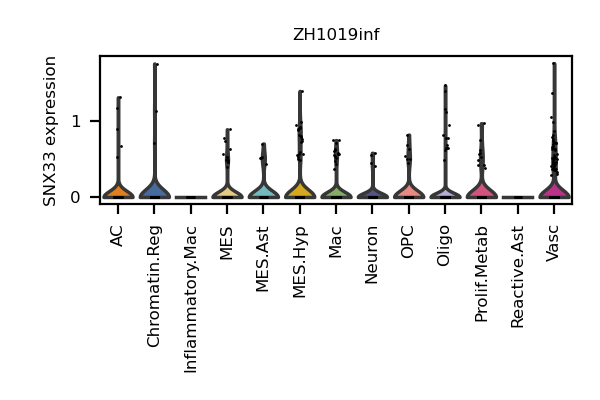 ZH1019inf
SNX33 expression
1
0
AC
Chromatin.Reg
Inflammatory.Mac
MES
MES.Ast
MES.Hyp
Mac
Neuron
OPC
Oligo
Prolif.Metab
Reactive.Ast
Vasc